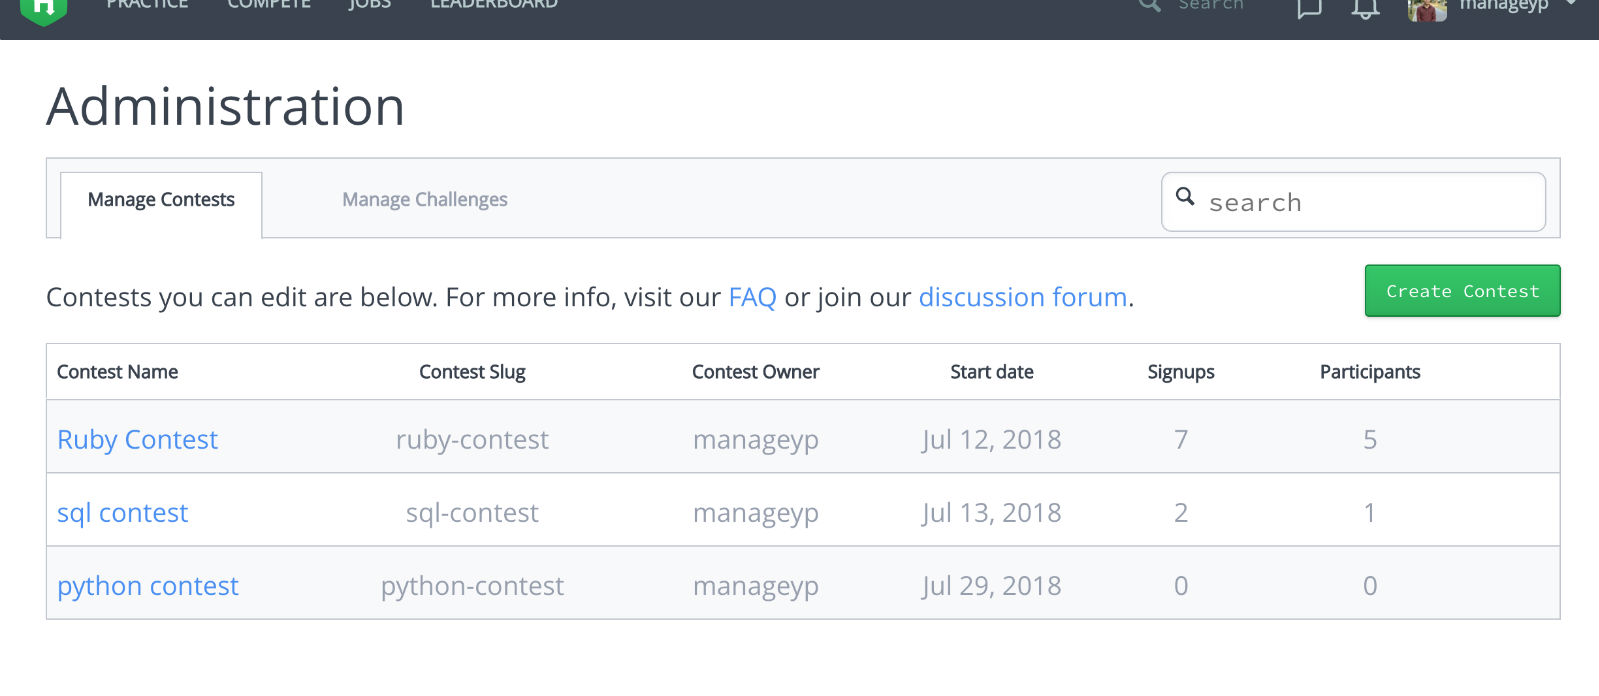 PRACTICE COMPETE JOBS LEADERBOARD Search manageyp
Administration
Manage Contests Manage Challenges search
Contests you can edit are below. For more info, visit our FAQ or join our discussion forum. Create Contest
Contest Name Contest Slug Contest Owner Start date Signups Participants
Ruby Contest ruby-contest manageyp Jul 12, 2018 7 5
sql contest sql-contest manageyp Jul 13, 2018 2 1
python contest python-contest manageyp Jul 29, 2018 0 0